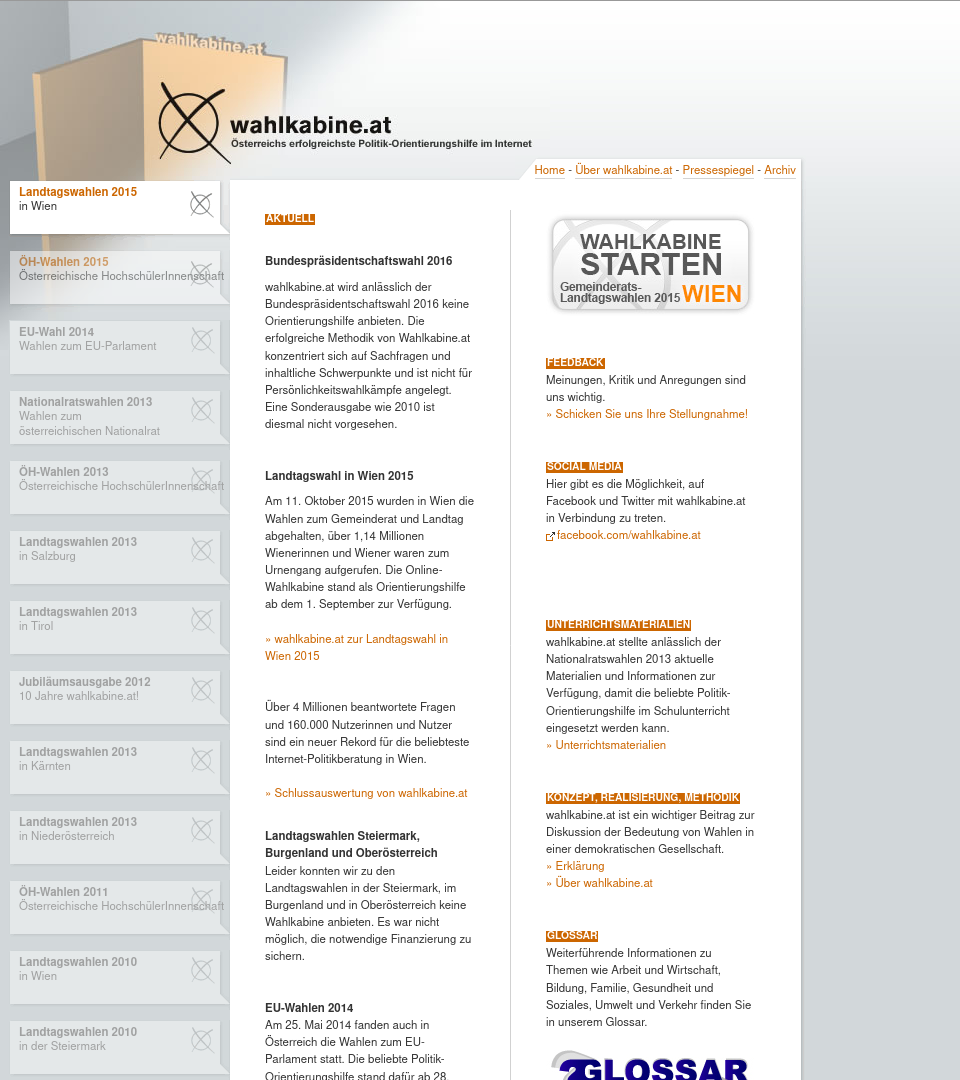 wahlkabine.at
wahlkabine.at
Österreichs erfolgreichste Politik-Orientierungshilfe im Internet
Home - Über wahlkabine.at - Pressespiegel - Archiv
Landtagswahlen 2015
in Wien
ÖH-Wahlen 2015
Österreichische HochschülerInnenschaft
EU-Wahl 2014
Wahlen zum EU-Parlament
Nationalratswahlen 2013
Wahlen zum
österreichischen Nationalrat
ÖH-Wahlen 2013
Österreichische HochschülerInnenschaft
Landtagswahlen 2013
in Salzburg
Landtagswahlen 2013
in Tirol
Jubiläumsausgabe 2012
10 Jahre wahlkabine.at!
Landtagswahlen 2013
in Kärnten
Landtagswahlen 2013
in Niederösterreich
ÖH-Wahlen 2011
Österreichische HochschülerInnenschaft
Landtagswahlen 2010
in Wien
Landtagswahlen 2010
in der Steiermark
AKTUELL
Bundespräsidentschaftswahl 2016
wahlkabine.at wird anlässlich der
Bundespräsidentschaftswahl 2016 keine
Orientierungshilfe anbieten. Die
erfolgreiche Methodik von Wahlkabine.at
konzentriert sich auf Sachfragen und
inhaltliche Schwerpunkte und ist nicht für
Persönlichkeitswahlkämpfe angelegt.
Eine Sonderausgabe wie 2010 ist
diesmal nicht vorgesehen.
Landtagswahl in Wien 2015
Am 11. Oktober 2015 wurden in Wien die
Wahlen zum Gemeinderat und Landtag
abgehalten, über 1,14 Millionen
Wienerinnen und Wiener waren zum
Urnengang aufgerufen. Die Online-
Wahlkabine stand als Orientierungshilfe
ab dem 1. September zur Verfügung.
» wahlkabine.at zur Landtagswahl in
Wien 2015
Über 4 Millionen beantwortete Fragen
und 160.000 Nutzerinnen und Nutzer
sind ein neuer Rekord für die beliebteste
Internet-Politikberatung in Wien.
» Schlussauswertung von wahlkabine.at
Landtagswahlen Steiermark,
Burgenland und Oberösterreich
Leider konnten wir zu den
Landtagswahlen in der Steiermark, im
Burgenland und in Oberösterreich keine
Wahlkabine anbieten. Es war nicht
möglich, die notwendige Finanzierung zu
sichern.
EU-Wahlen 2014
Am 25. Mai 2014 fanden auch in
Österreich die Wahlen zum EU-
Parlament statt. Die beliebte Politik-
Orientierungshilfe stand dafür ab 28.
WAHLKABINE
STARTEN
Gemeinderats-
Landtagswahlen 2015 WIEN
FEEDBACK
Meinungen, Kritik und Anregungen sind
uns wichtig.
» Schicken Sie uns Ihre Stellungnahme!
SOCIAL MEDIA
Hier gibt es die Möglichkeit, auf
Facebook und Twitter mit wahlkabine.at
in Verbindung zu treten.
facebook.com/wahlkabine.at
UNTERRICHTSMATERIALIEN
wahlkabine.at stellte anlässlich der
Nationalratswahlen 2013 aktuelle
Materialien und Informationen zur
Verfügung, damit die beliebte Politik-
Orientierungshilfe im Schulunterricht
eingesetzt werden kann.
» Unterrichtsmaterialien
KONZEPT, REALISIERUNG, METHODIK
wahlkabine.at ist ein wichtiger Beitrag zur
Diskussion der Bedeutung von Wahlen in
einer demokratischen Gesellschaft.
» Erklärung
» Über wahlkabine.at
GLOSSAR
Weiterführende Informationen zu
Themen wie Arbeit und Wirtschaft,
Bildung, Familie, Gesundheit und
Soziales, Umwelt und Verkehr finden Sie
in unserem Glossar.
GLOSSAR